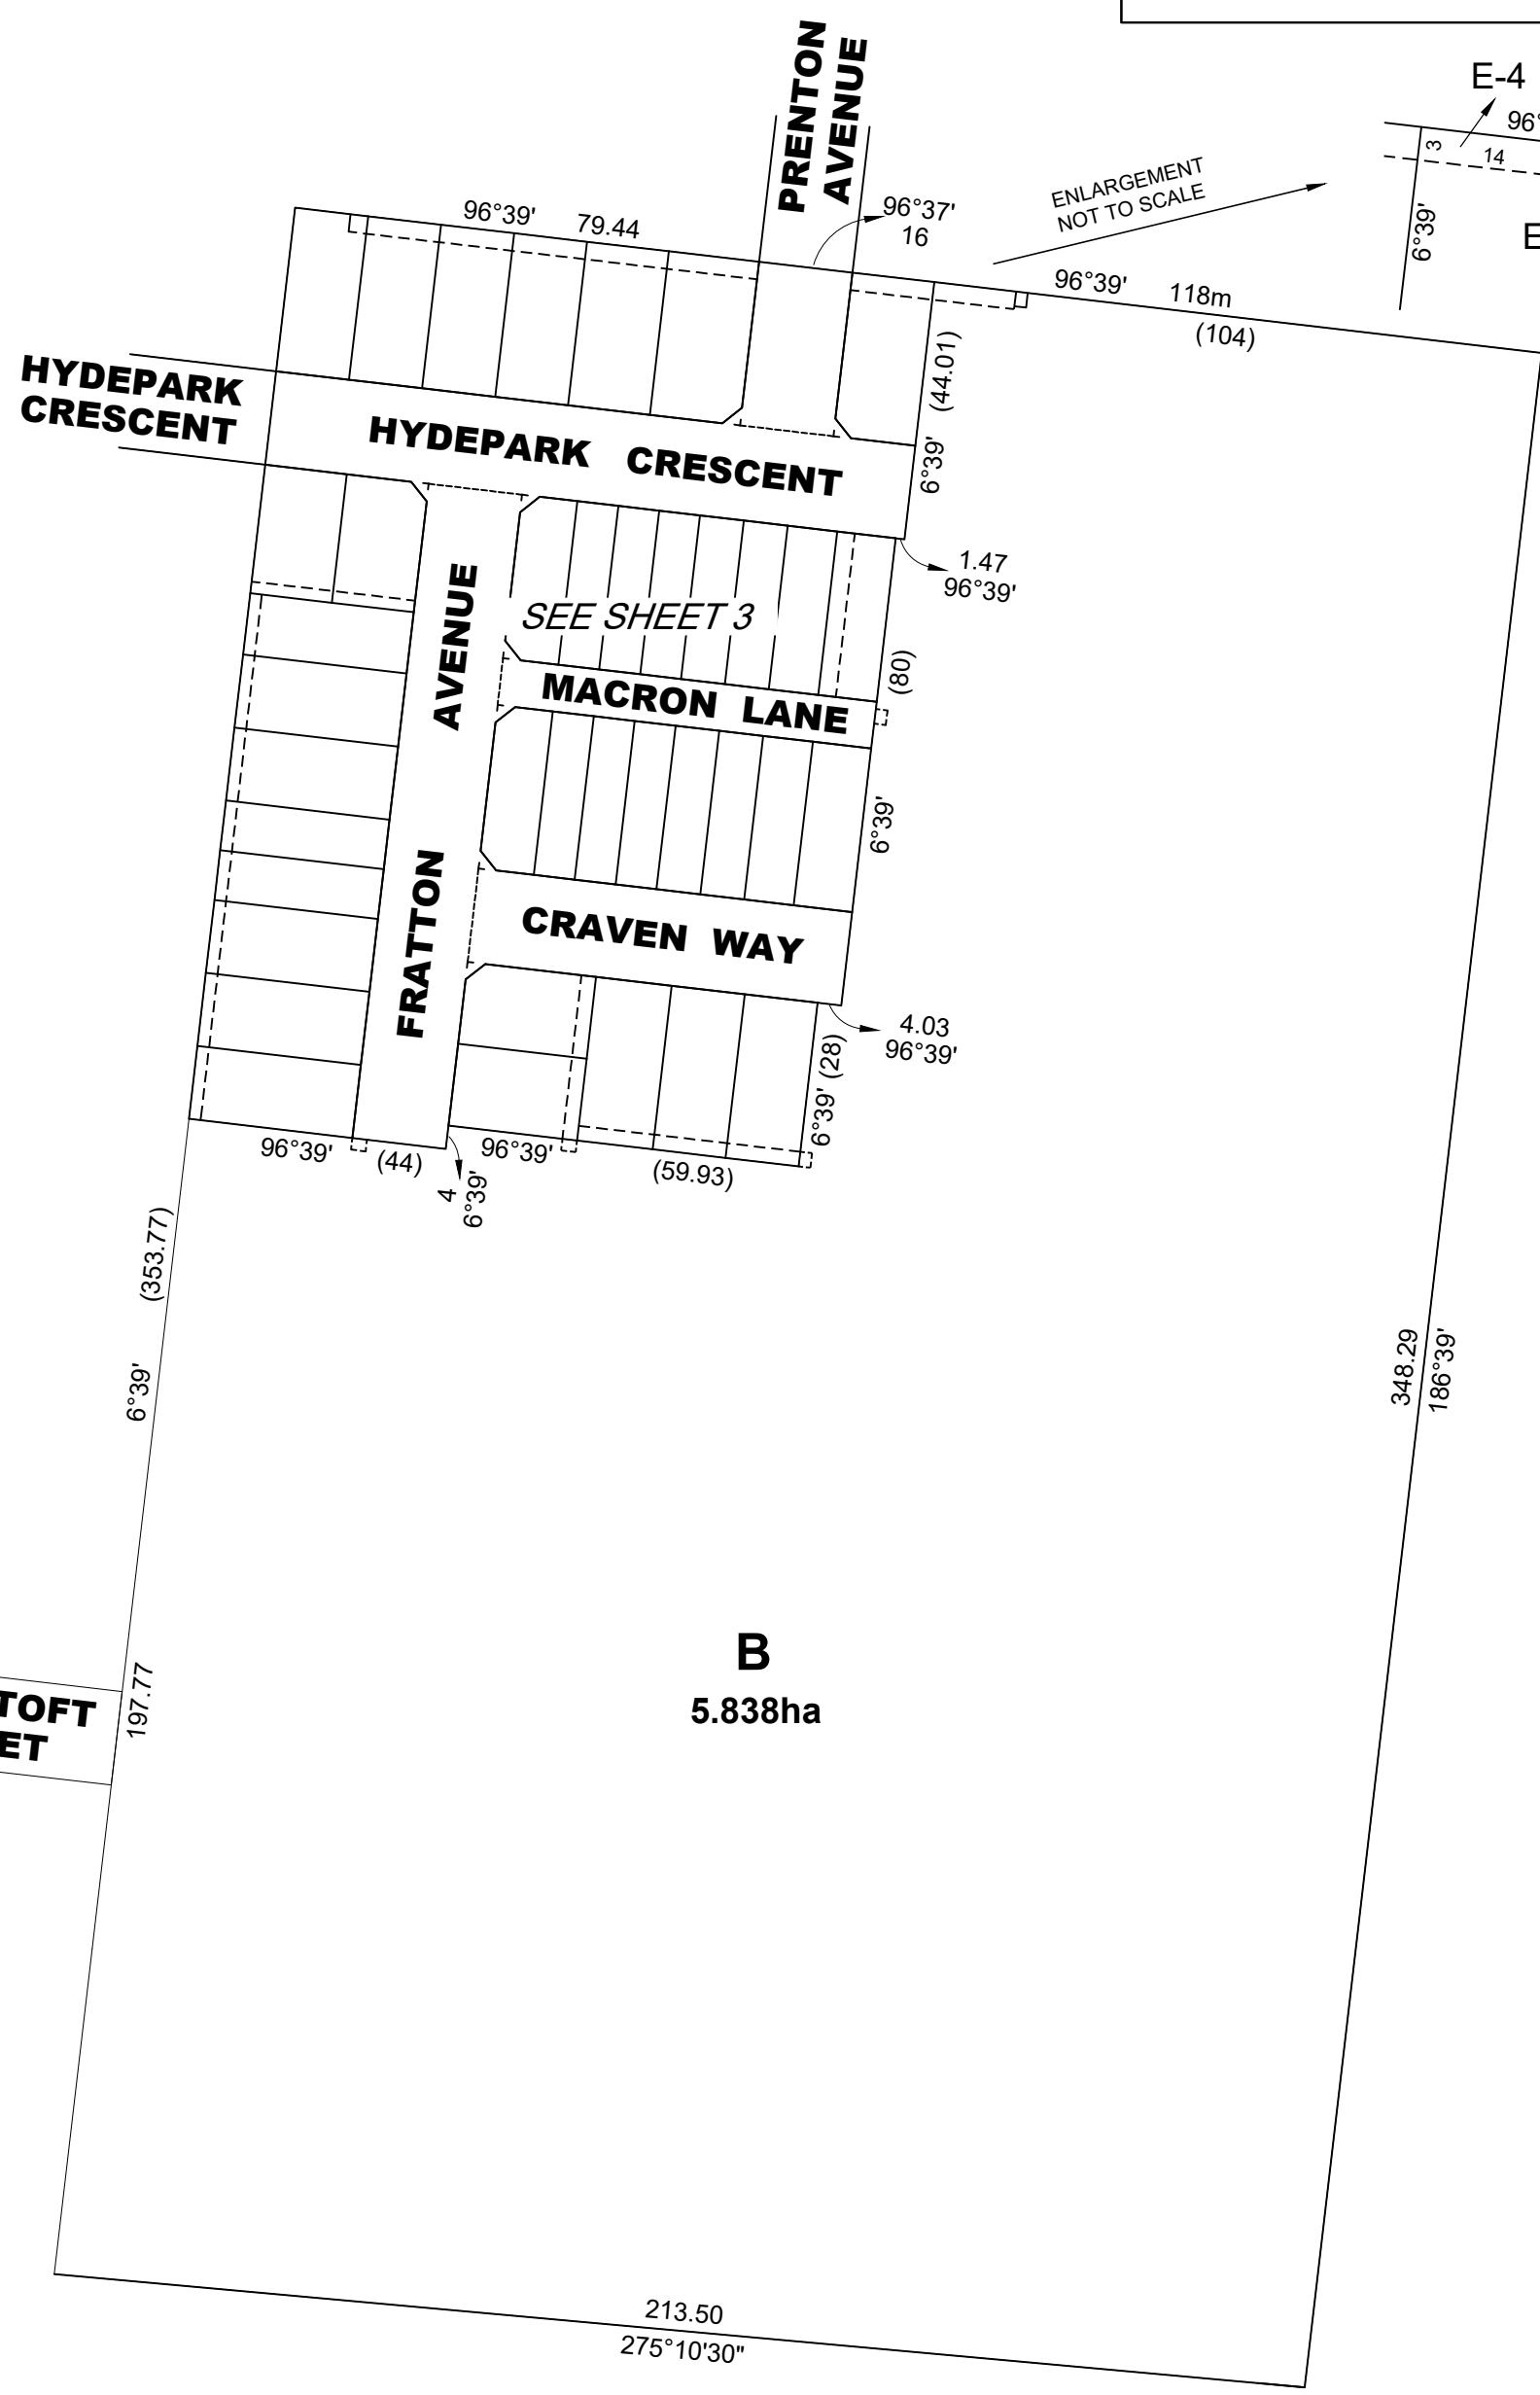 PRENTON
AVENUE
E-4
96°
3
14
6°39'
E
ENLARGEMENT
NOT TO SCALE
96°39' 79.44
96°37'
16
96°39' 118m
(104)
HYDEPARK
CRESCENT
HYDEPARK CRESCENT
(44.01)
6°39'
1.47
96°39'
SEE SHEET 3
(80)
MACRON LANE
6°39'
FRATTON AVENUE
CRAVEN WAY
4.03
96°39'
6°39' (28)
96°39' (44)
4
6°39'
96°39' (59.93)
6°39' (353.77)
348.29
186°39'
B
5.838ha
197.77
TOFT
ET
213.50
275°10'30"